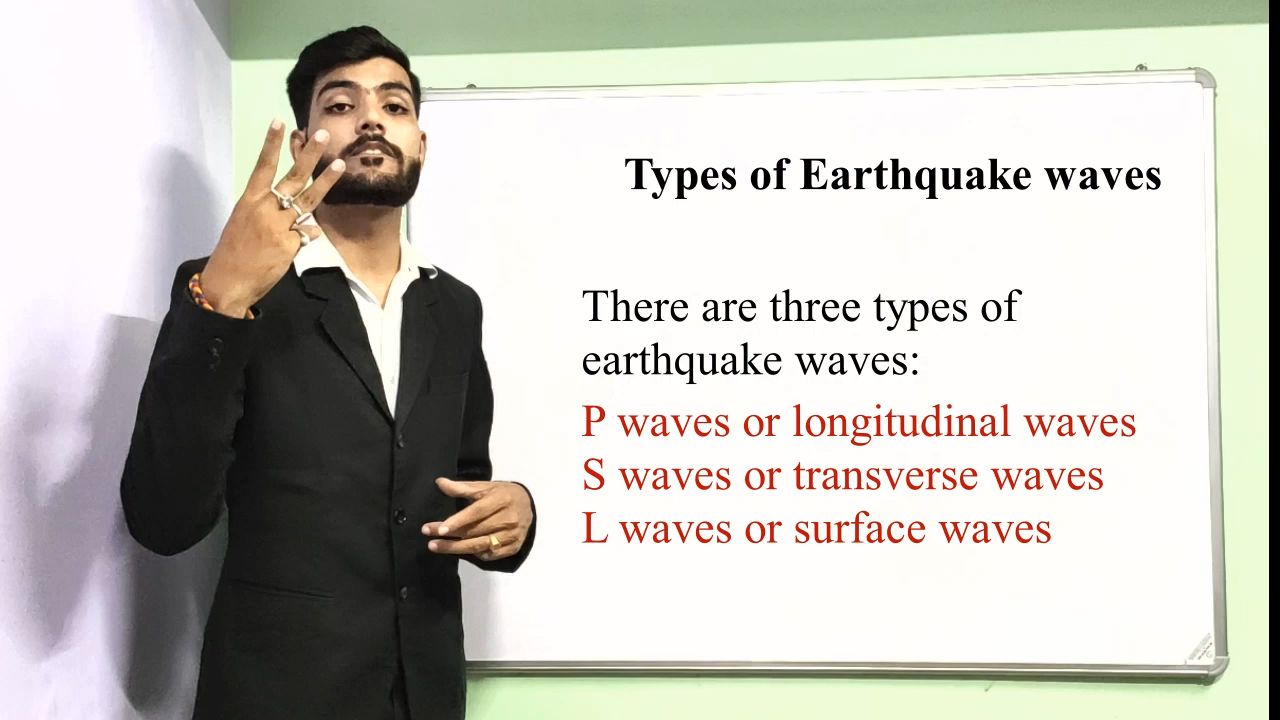 Types of Earthquake waves
There are three types of
earthquake waves:
P waves or longitudinal waves
S waves or transverse waves
L waves or surface waves